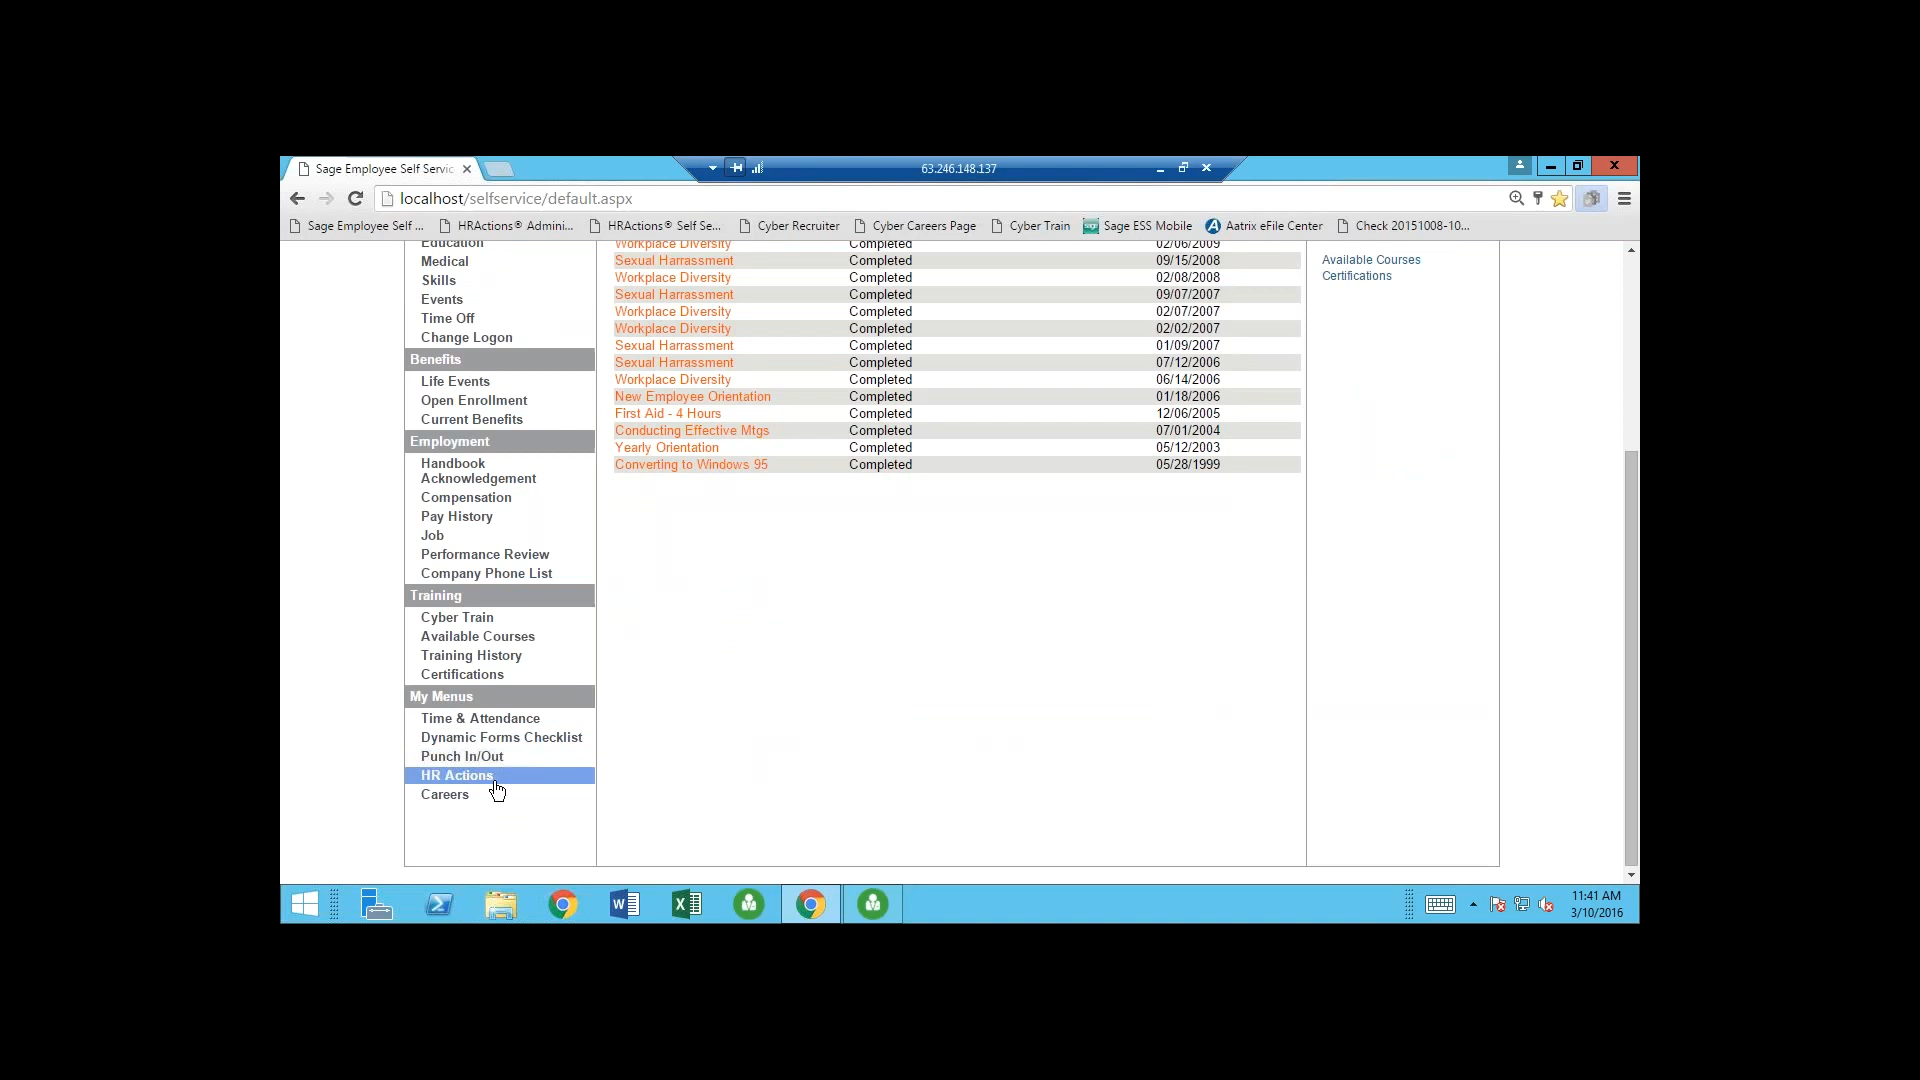 Sage Employee Self Servic
63.246.148.137
localhost/selfservice/default.aspx
Sage Employee Self ...
HRActions® Admini...
HRActions® Self Se...
Cyber Recruiter
Cyber Careers Page
Cyber Train
Sage ESS Mobile
Aatrix eFile Center
Check 20151008-10...
Education
Medical
Skills
Events
Time Off
Change Logon
Benefits
Life Events
Open Enrollment
Current Benefits
Employment
Handbook
Acknowledgement
Compensation
Pay History
Job
Performance Review
Company Phone List
Training
Cyber Train
Available Courses
Training History
Certifications
My Menus
Time & Attendance
Dynamic Forms Checklist
Punch In/Out
HR Actions
Careers
Workplace Diversity Completed 02/06/2009
Sexual Harrassment Completed 09/15/2008
Workplace Diversity Completed 02/08/2008
Sexual Harrassment Completed 09/07/2007
Workplace Diversity Completed 02/07/2007
Workplace Diversity Completed 02/02/2007
Sexual Harrassment Completed 01/09/2007
Sexual Harrassment Completed 07/12/2006
Workplace Diversity Completed 06/14/2006
New Employee Orientation Completed 01/18/2006
First Aid - 4 Hours Completed 12/06/2005
Conducting Effective Mtgs Completed 07/01/2004
Yearly Orientation Completed 05/12/2003
Converting to Windows 95 Completed 05/28/1999
Available Courses
Certifications
11:41 AM
3/10/2016